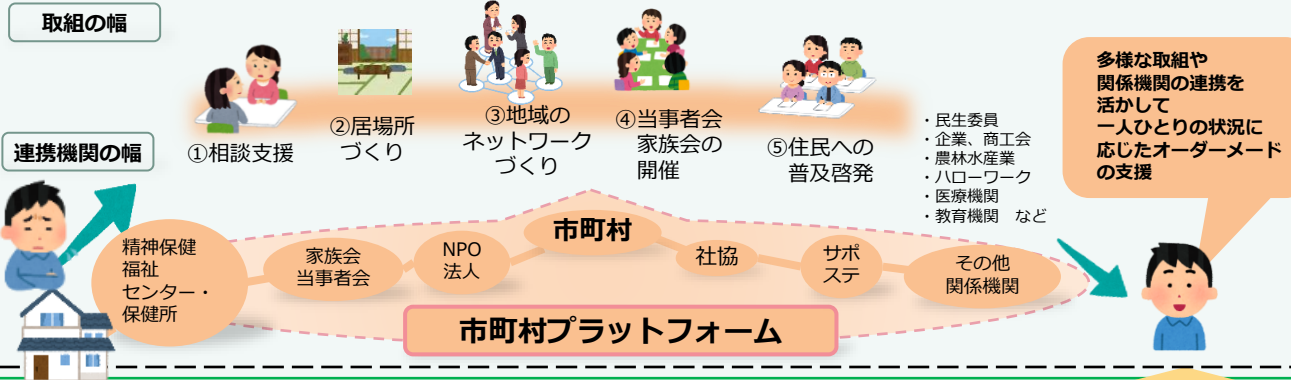 取組の幅
①相談支援
②居場所
づくり
③地域の
ネットワーク
づくり
④当事者会
家族会の
開催
⑤住民への
普及啓発
・民生委員
・企業、商工会
・農林水産業
・ハローワーク
・医療機関
・教育機関　など
多様な取組や
関係機関の連携を
活かして
一人ひとりの状況に
応じたオーダーメード
の支援
連携機関の幅
精神保健
福祉
センター・
保健所
家族会
当事者会
NPO
法人
市町村
社協
サポ
ステ
その他
関係機関
市町村プラットフォーム